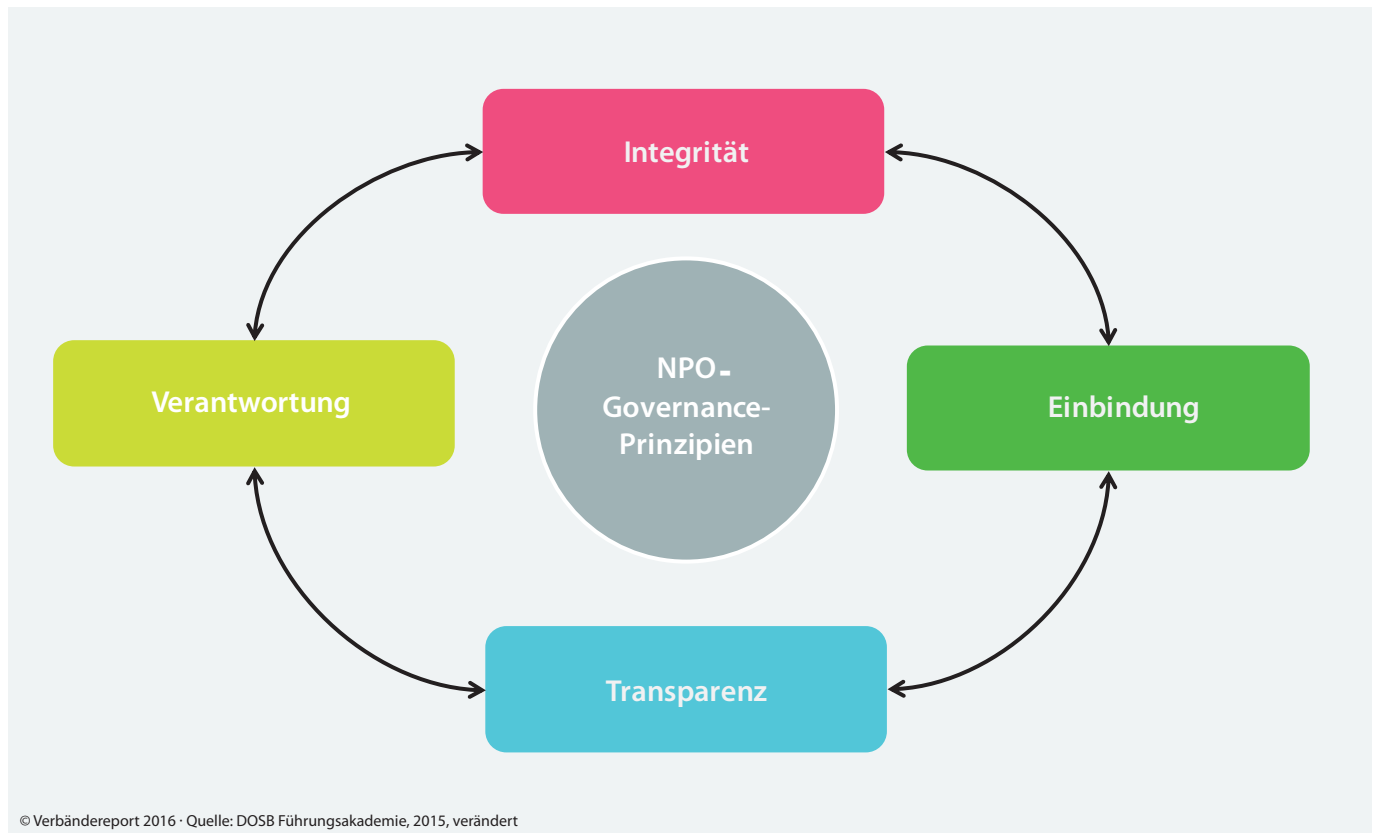 Integrität
NPO-
Governance-
Prinzipien
Verantwortung
Einbindung
Transparenz
© Verbändereport 2016 · Quelle: DOSB Führungsakademie, 2015, verändert